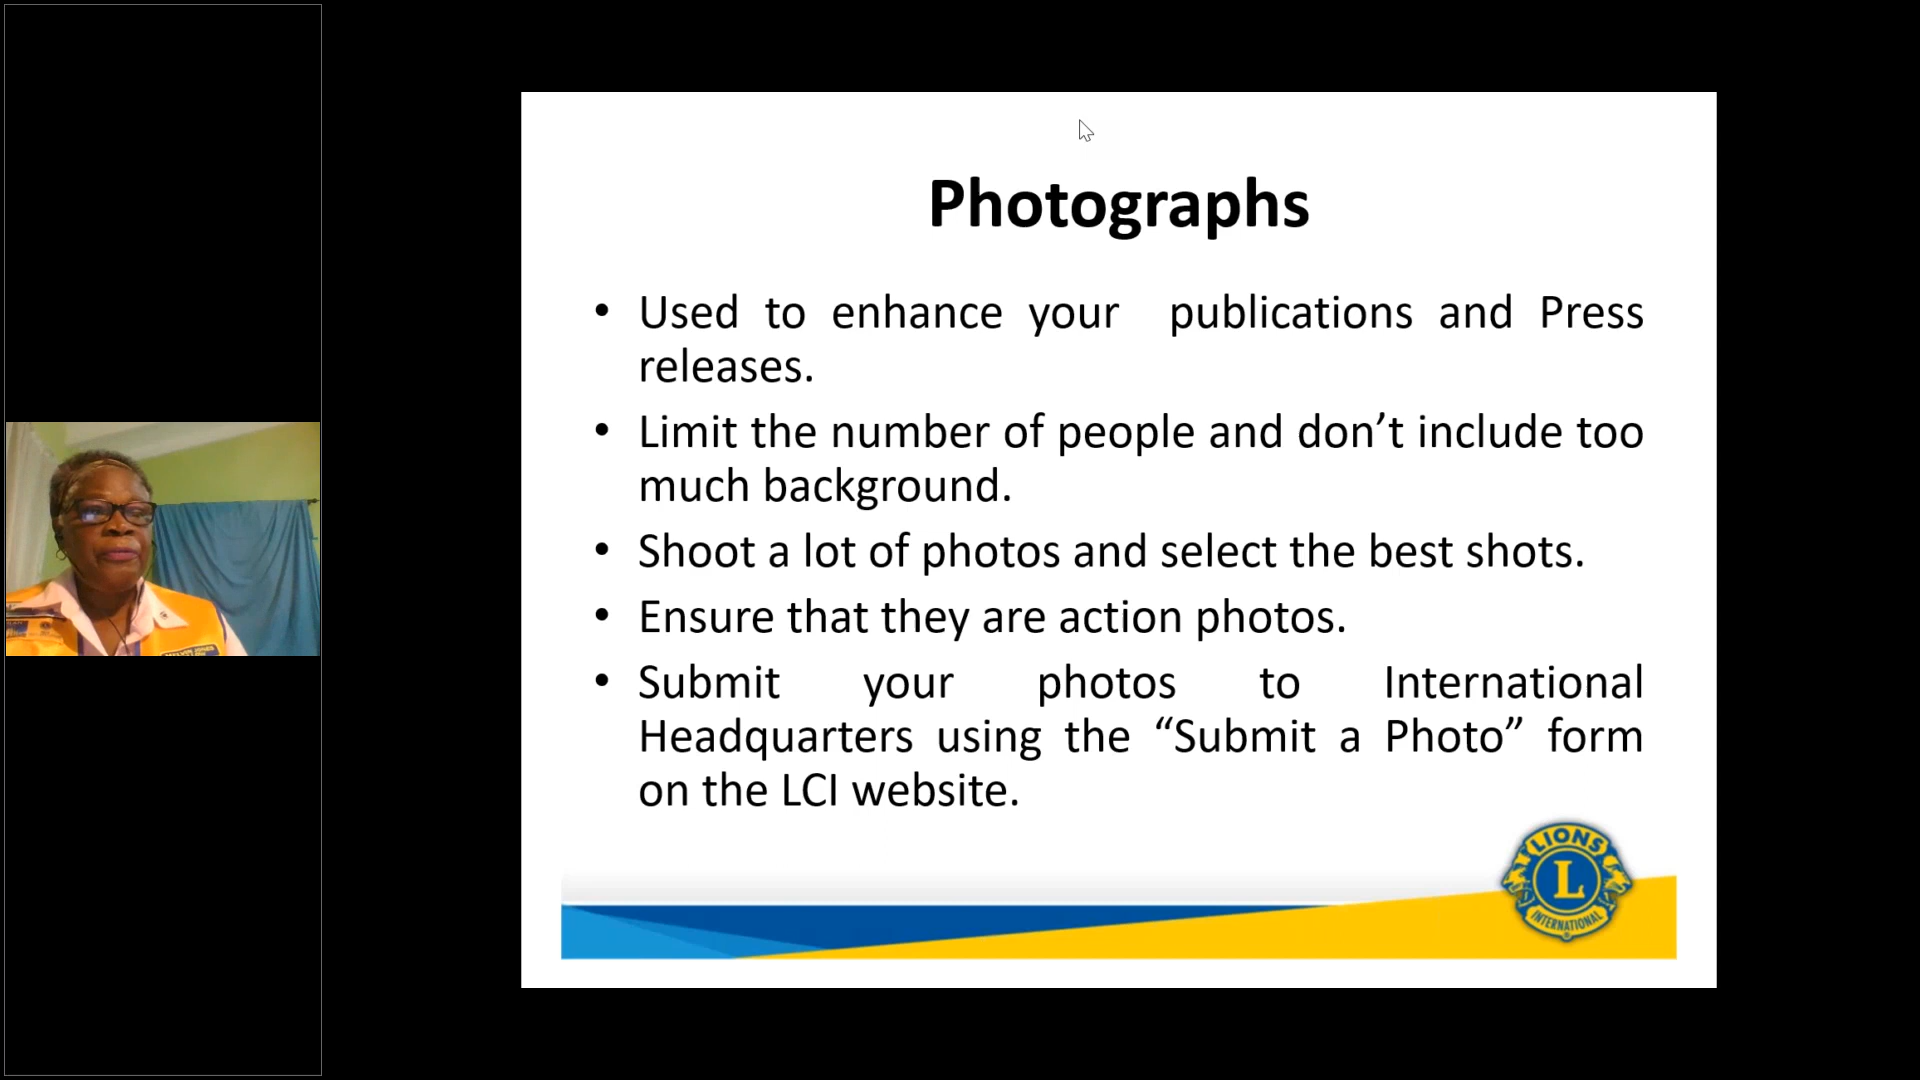 Photographs
• Used to enhance your publications and Press
releases.
• Limit the number of people and don’t include too
much background.
• Shoot a lot of photos and select the best shots.
• Ensure that they are action photos.
• Submit your photos to International
Headquarters using the “Submit a Photo” form
on the LCI website.
LIONS
L
INTERNATIONAL
®
MELVIN JONES